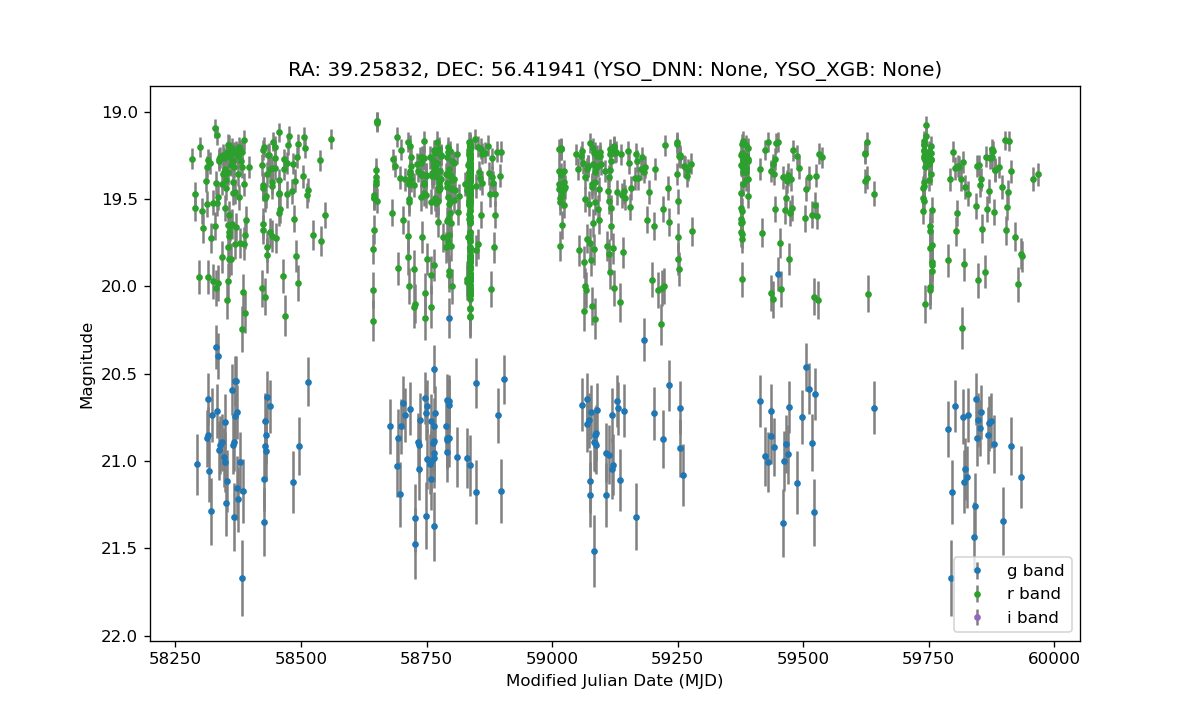 RA: 39.25832, DEC: 56.41941 (YSO_DNN: None, YSO_XGB: None)
19.0
19.5
20.0
20.5
21.0
21.5
22.0
Magnitude
g band
r band
i band
58250 58500 58750 59000 59250 59500 59750 60000
Modified Julian Date (MJD)